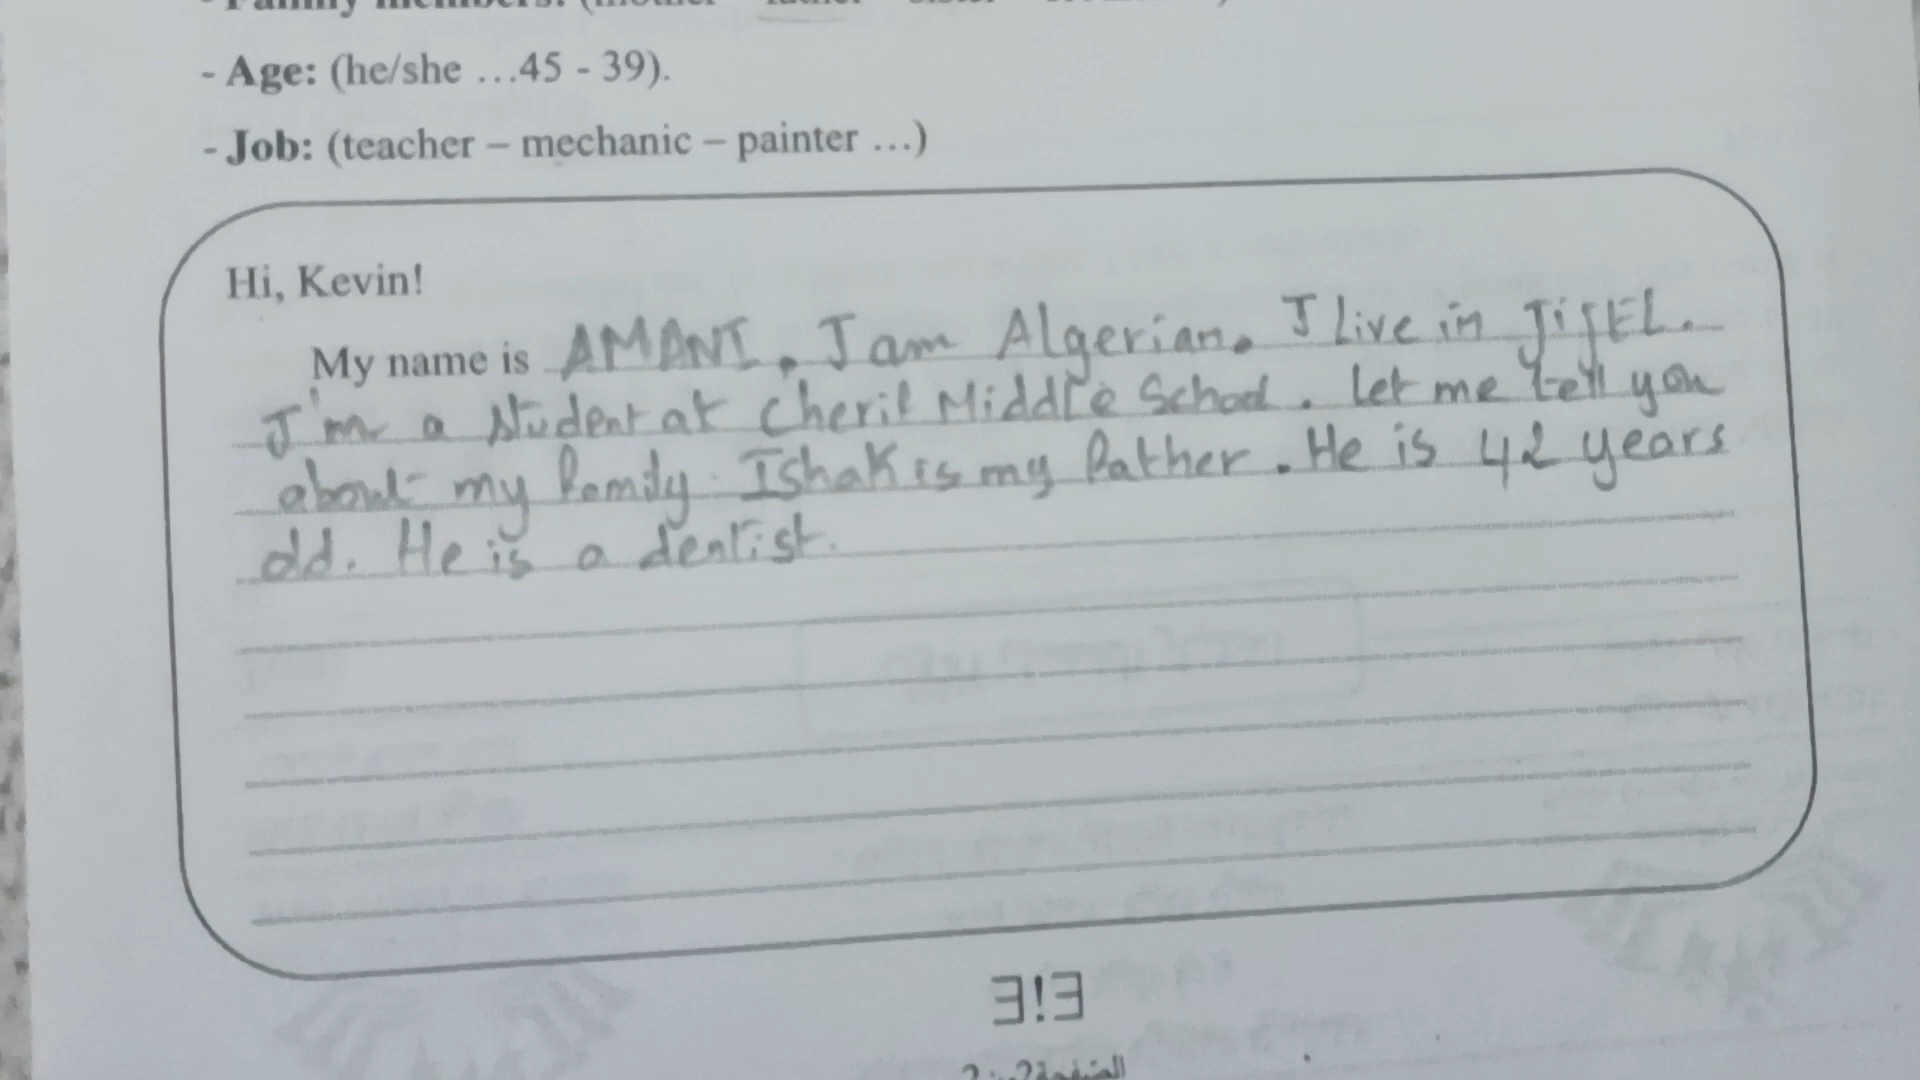 - Age: (he/she …45 - 39).
- Job: (teacher – mechanic – painter …)
Hi, Kevin!
My name is AMANI. I am Algerian. I live in JiJEL.
I'm a student at Cherif Middle School. let me tell you
about my family. Ishak is my father. He is 42 years
old. He is a dentist.